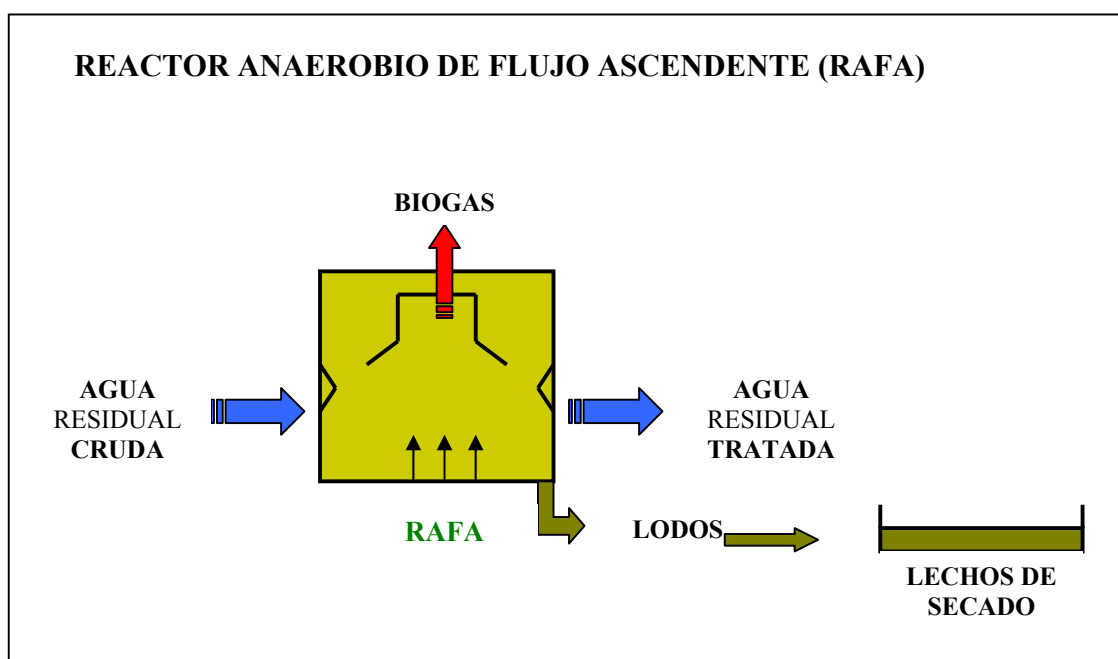 REACTOR ANAEROBIO DE FLUJO ASCENDENTE (RAFA)
BIOGAS
AGUA
RESIDUAL
CRUDA
AGUA
RESIDUAL
TRATADA
RAFA
LODOS
LECHOS DE
SECADO